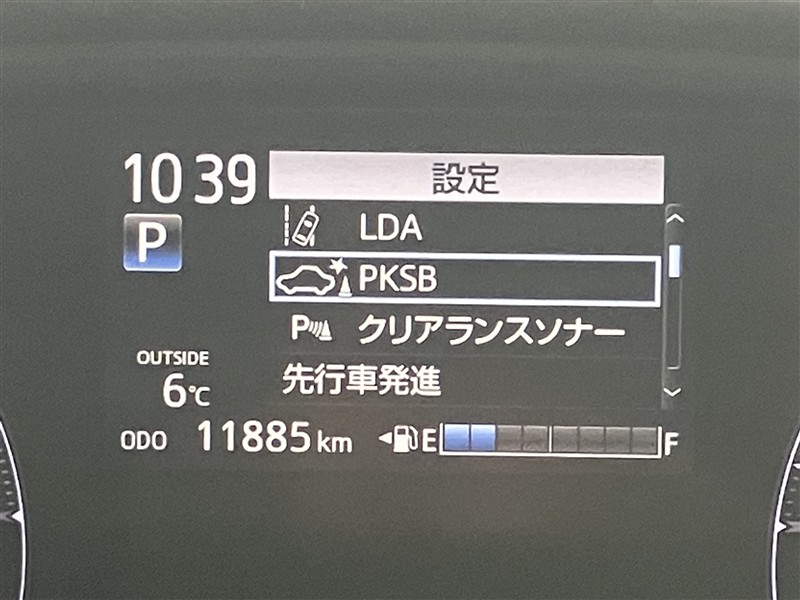 10 39
設定
P
LDA
PKSB
P クリアランスソナー
先行車発進
OUTSIDE
6℃
ODO 11885 km E F